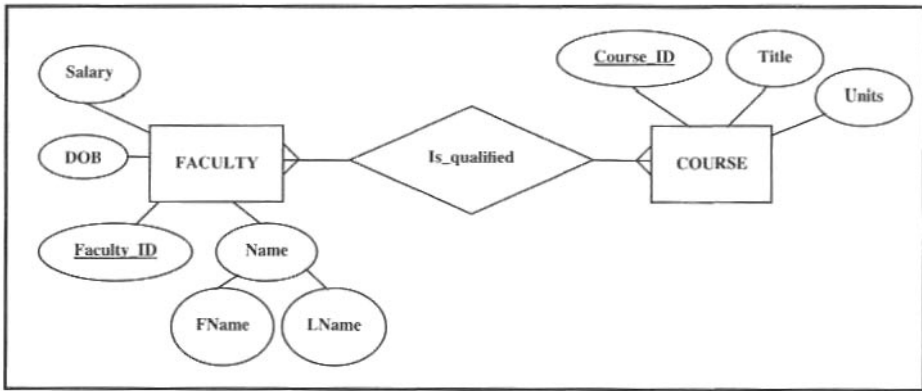 Course_ID
Title
Salary
Units
DOB
FACULTY
Is_qualified
COURSE
Faculty_ID
Name
FName
LName